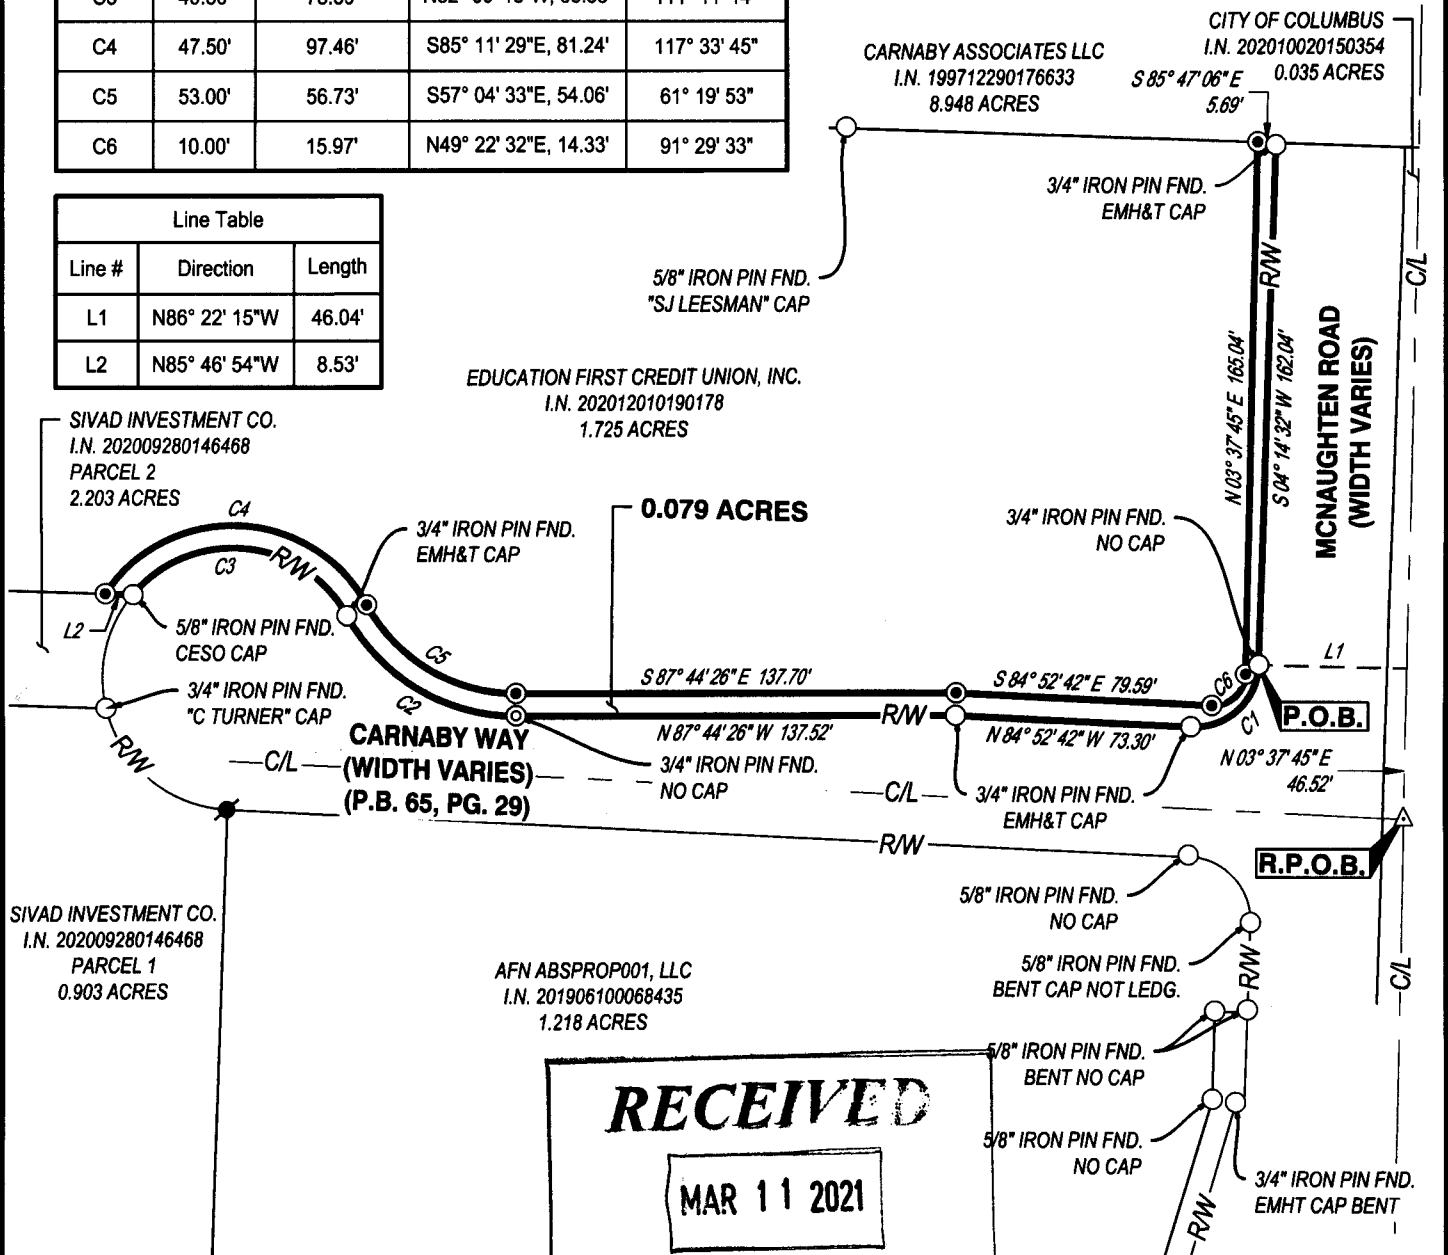 C4 47.50' 97.46' S85° 11' 29"E, 81.24' 117° 33' 45"
C5 53.00' 56.73' S57° 04' 33"E, 54.06' 61° 19' 53"
C6 10.00' 15.97' N49° 22' 32"E, 14.33' 91° 29' 33"
Line Table
Line # Direction Length
L1 N86° 22' 15"W 46.04'
L2 N85° 46' 54"W 8.53'
CITY OF COLUMBUS
I.N. 202010020150354
0.035 ACRES
CARNABY ASSOCIATES LLC
I.N. 199712290176633
8.948 ACRES
S 85° 47'06" E
5.69'
3/4" IRON PIN FND.
EMH&T CAP
5/8" IRON PIN FND.
"SJ LEESMAN" CAP
R/W
C/L
N 03° 37'45" E 165.04'
S 04° 14'32" W 162.04'
MCNAUGHTEN ROAD
(WIDTH VARIES)
EDUCATION FIRST CREDIT UNION, INC.
I.N. 202012010190178
1.725 ACRES
SIVAD INVESTMENT CO.
I.N. 202009280146468
PARCEL 2
2.203 ACRES
C4
C3
R/W
3/4" IRON PIN FND.
EMH&T CAP
0.079 ACRES
3/4" IRON PIN FND.
NO CAP
L2
5/8" IRON PIN FND.
CESO CAP
C5
C2
3/4" IRON PIN FND.
"C TURNER" CAP
R/W
S 87° 44'26" E 137.70'
S 84° 52'42" E 79.59'
C6
C1
L1
P.O.B.
N 87° 44'26" W 137.52'
R/W
N 84° 52'42" W 73.30'
N 03° 37'45" E
46.52'
CARNABY WAY
(WIDTH VARIES)
(P.B. 65, PG. 29)
C/L
3/4" IRON PIN FND.
NO CAP
C/L
3/4" IRON PIN FND.
EMH&T CAP
R/W
R.P.O.B.
5/8" IRON PIN FND.
NO CAP
SIVAD INVESTMENT CO.
I.N. 202009280146468
PARCEL 1
0.903 ACRES
AFN ABSPROP001, LLC
I.N. 201906100068435
1.218 ACRES
5/8" IRON PIN FND.
BENT CAP NOT LEDG.
R/W
C/L
5/8" IRON PIN FND.
BENT NO CAP
5/8" IRON PIN FND.
NO CAP
3/4" IRON PIN FND.
EMHT CAP BENT
R/W
RECEIVED
MAR 11 2021